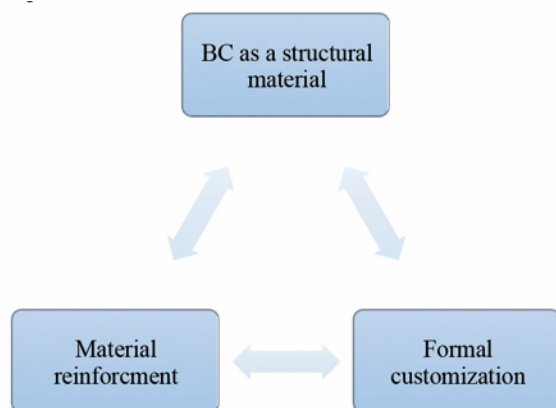 BC as a structural
material
Material
reinforcment
Formal
customization